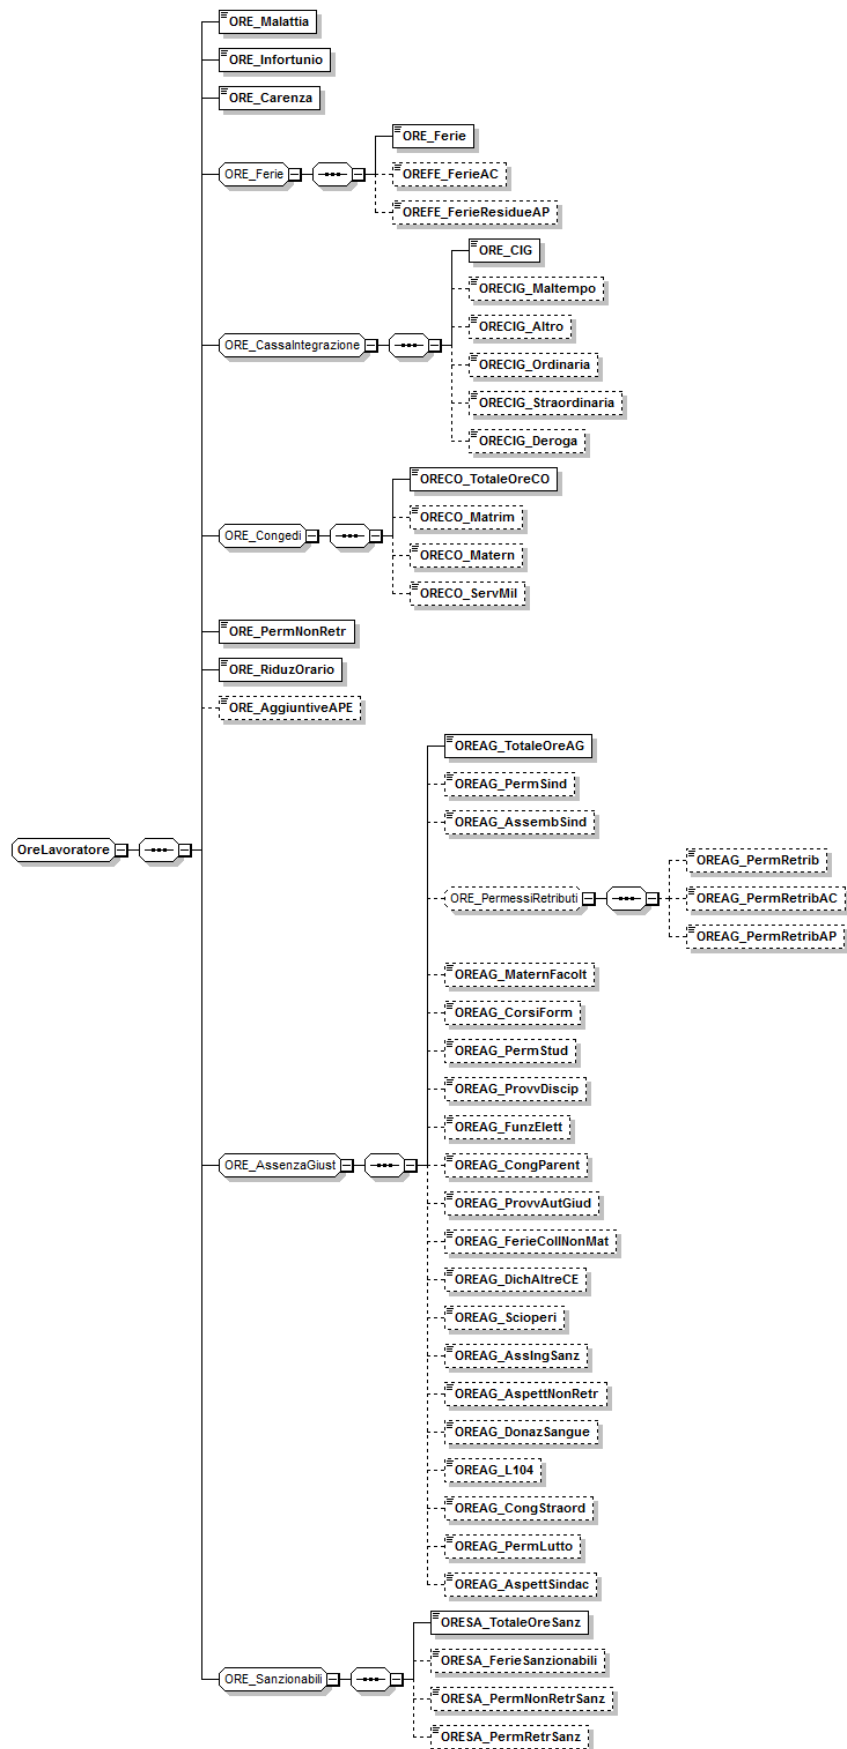 ORE_Malattia
ORE_Infortunio
ORE_Carenza
ORE_Ferie
ORE_Ferie
OREFE_FerieAC
OREFE_FerieResidueAP
ORE_CassaIntegrazione
ORE_CIG
ORECIG_Maltempo
ORECIG_Altro
ORECIG_Ordinaria
ORECIG_Straordinaria
ORECIG_Deroga
ORE_Congedi
ORECO_TotaleOreCO
ORECO_Matrim
ORECO_Matern
ORECO_ServMil
ORE_PermNonRetr
ORE_RiduzOrario
ORE_AggiuntiveAPE
OreLavoratore
ORE_AssenzaGiust
OREAG_TotaleOreAG
OREAG_PermSind
OREAG_AssembSind
ORE_PermessiRetributi
OREAG_PermRetrib
OREAG_PermRetribAC
OREAG_PermRetribAP
OREAG_MaternFacolt
OREAG_CorsiForm
OREAG_PermStud
OREAG_ProvvDiscip
OREAG_FunzElett
OREAG_CongParent
OREAG_ProvvAutGiud
OREAG_FerieCollNonMat
OREAG_DichAltreCE
OREAG_Scioperi
OREAG_AssIngSanz
OREAG_AspettNonRetr
OREAG_DonazSangue
OREAG_L104
OREAG_CongStraord
OREAG_PermLutto
OREAG_AspettSindac
ORE_Sanzionabili
ORESA_TotaleOreSanz
ORESA_FerieSanzionabili
ORESA_PermNonRetrSanz
ORESA_PermRetrSanz